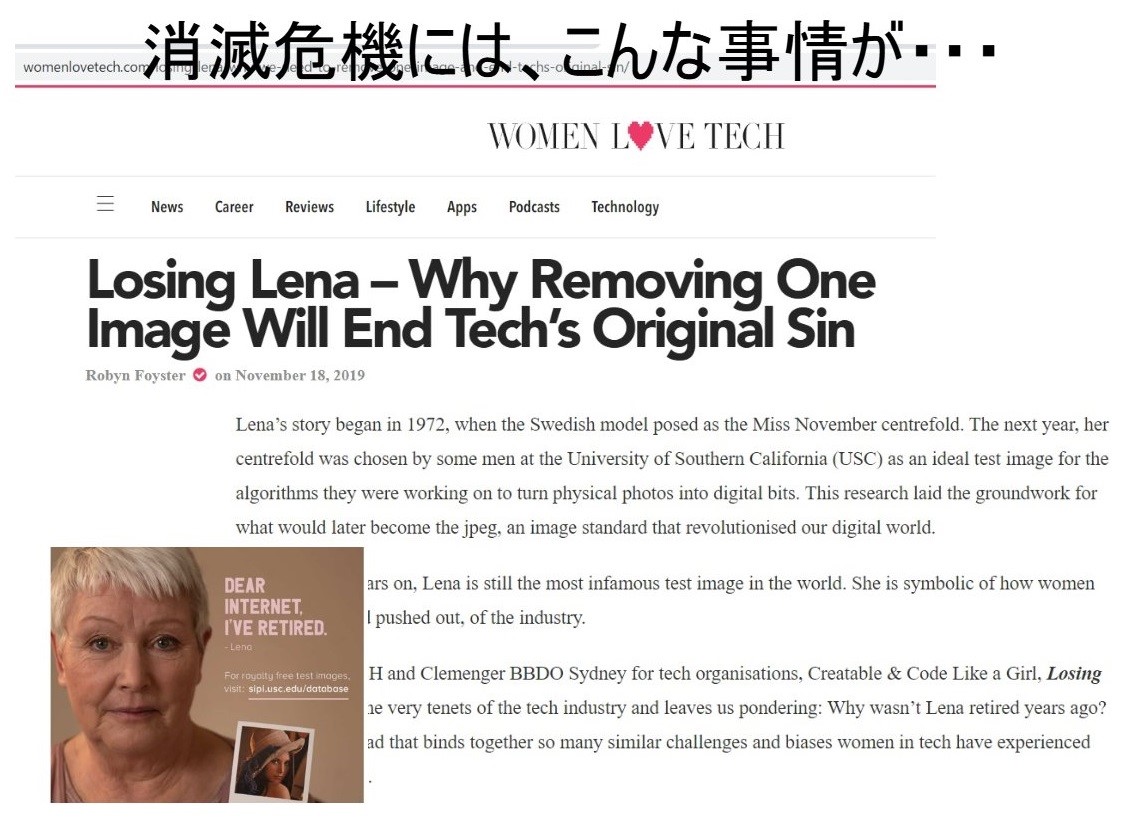 消滅危機には、こんな事情が・・・
womenlovetech.com/losing-lena-why-we-need-to-remove-one-image-and-end-techs-original-sin/
WOMEN LOVE TECH
News Career Reviews Lifestyle Apps Podcasts Technology
Losing Lena – Why Removing One
Image Will End Tech’s Original Sin
Robyn Foyster on November 18, 2019
Lena’s story began in 1972, when the Swedish model posed as the Miss November centrefold. The next year, her
centrefold was chosen by some men at the University of Southern California (USC) as an ideal test image for the
algorithms they were working on to turn physical photos into digital bits. This research laid the groundwork for
what would later become the jpeg, an image standard that revolutionised our digital world.
ars on, Lena is still the most infamous test image in the world. She is symbolic of how women
pushed out, of the industry.
H and Clemenger BBDO Sydney for tech organisations, Creatable & Code Like a Girl, Losing
he very tenets of the tech industry and leaves us pondering: Why wasn’t Lena retired years ago?
ad that binds together so many similar challenges and biases women in tech have experienced
.
DEAR
INTERNET,
I’VE RETIRED.
- Lena
For royalty free test images,
visit: sipi.usc.edu/database